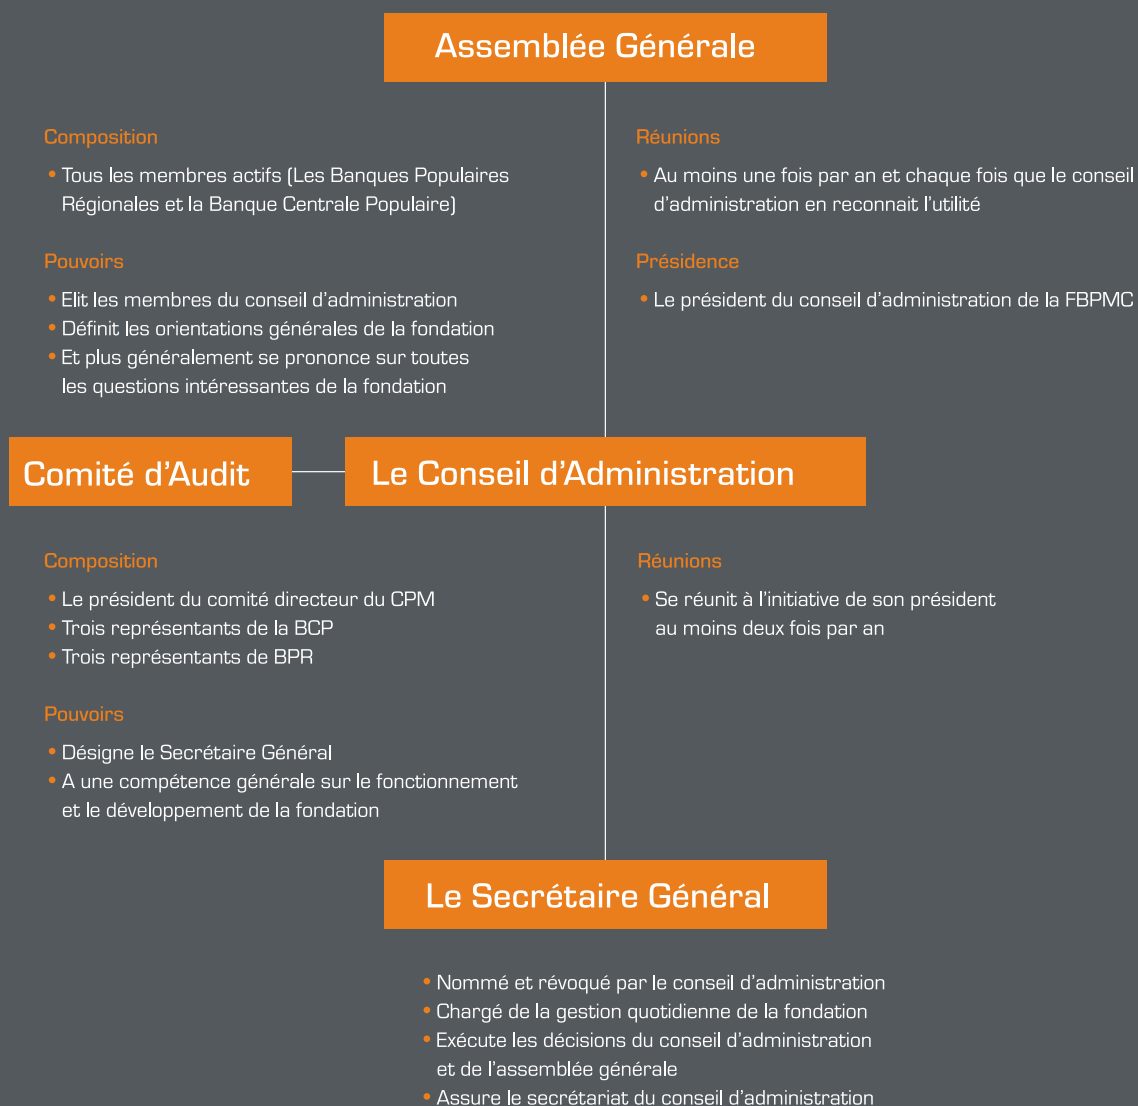 Assemblée Générale
Composition
• Tous les membres actifs (Les Banques Populaires
Régionales et la Banque Centrale Populaire)
Pouvoirs
• Elit les membres du conseil d'administration
• Définit les orientations générales de la fondation
• Et plus généralement se prononce sur toutes
les questions intéressantes de la fondation
Réunions
• Au moins une fois par an et chaque fois que le conseil
d'administration en reconnait l'utilité
Présidence
• Le président du conseil d'administration de la FBPMC
Comité d'Audit
Le Conseil d'Administration
Composition
• Le président du comité directeur du CPM
• Trois représentants de la BCP
• Trois représentants de BPR
Pouvoirs
• Désigne le Secrétaire Général
• A une compétence générale sur le fonctionnement
et le développement de la fondation
Réunions
• Se réunit à l'initiative de son président
au moins deux fois par an
Le Secrétaire Général
• Nommé et révoqué par le conseil d'administration
• Chargé de la gestion quotidienne de la fondation
• Exécute les décisions du conseil d'administration
et de l'assemblée générale
• Assure le secrétariat du conseil d'administration